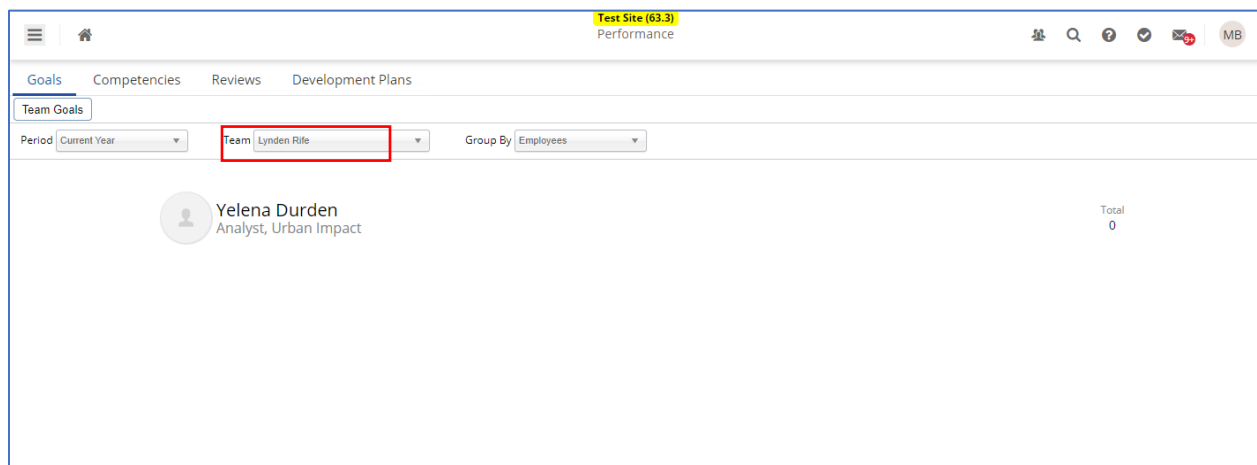 Test Site (63.3)
Performance
9+
MB
Goals Competencies Reviews Development Plans
Team Goals
Period Current Year Team Lynden Rife Group By Employees
Yelena Durden
Analyst, Urban Impact
Total
0